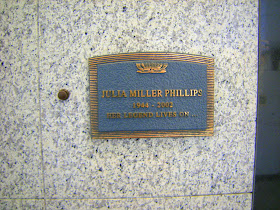 JULIA MILLER PHILLIPS
1944 - 2002
HER LEGEND LIVES ON...